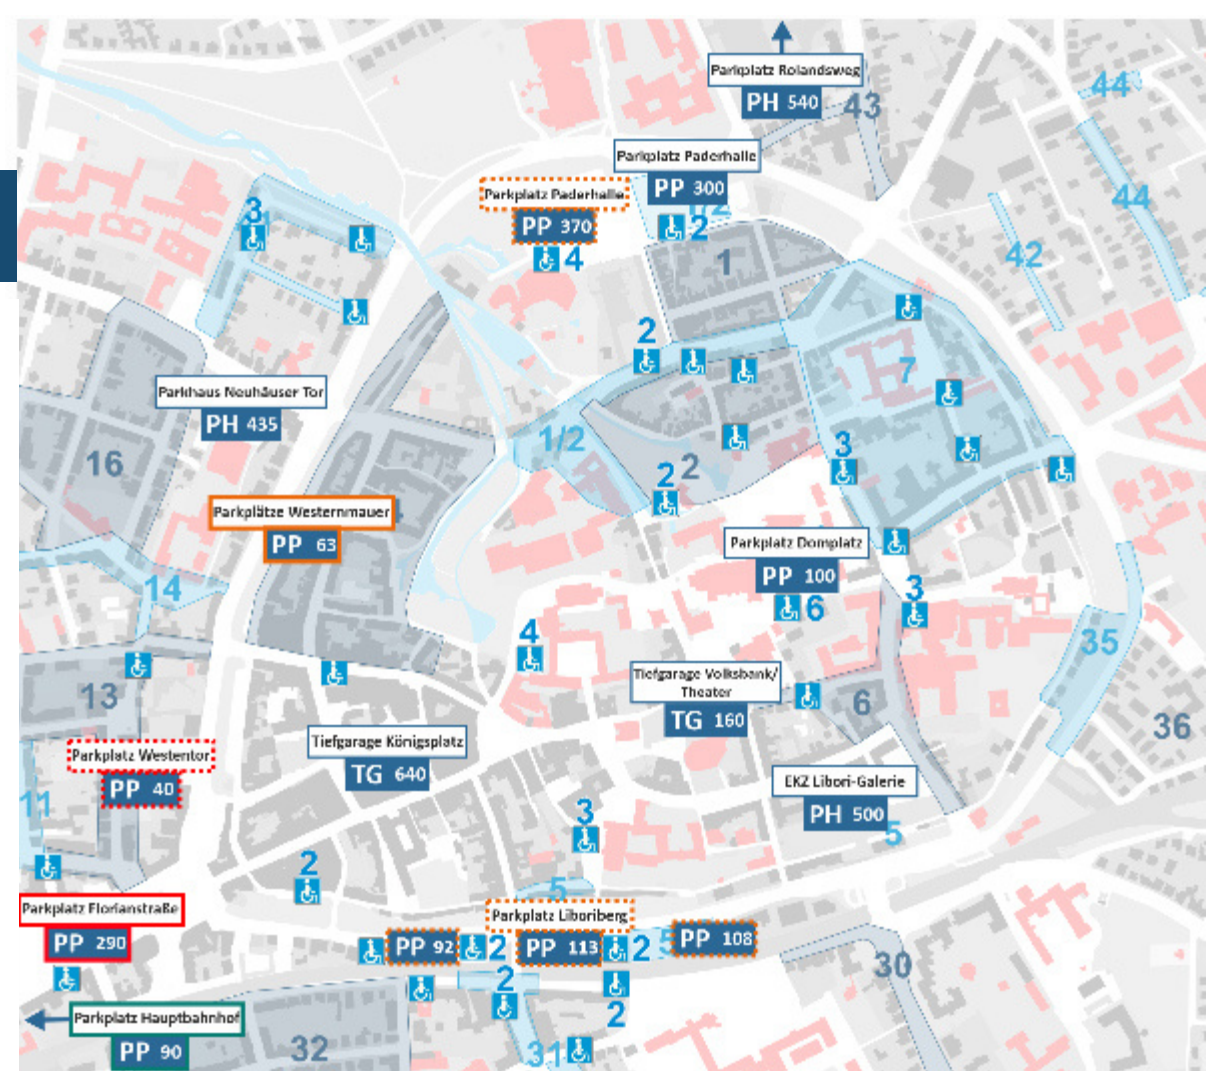 Parkplatz Rolandsweg
PH 540
43
44
44
42
Parkplatz Paderhalle
PP 300
1/2
2
Parkplatz Paderhalle
PP 370
4
3
1
2
7
Parkhaus Neuhäuser Tor
PH 435
16
1/2
2
2
3
Parkplätze Westernmauer
PP 63
Parkplatz Domplatz
PP 100
6
14
3
4
35
13
Tiefgarage Volksbank/
Theater
TG 160
6
36
Parkplatz Westentor
PP 40
Tiefgarage Königsplatz
TG 640
EKZ Libori-Galerie
PH 500
5
11
3
2
5
Parkplatz Florianstraße
PP 290
Parkplatz Liboriberg
PP 92
2
PP 113
2
5
PP 108
30
2
2
Parkplatz Hauptbahnhof
PP 90
32
31